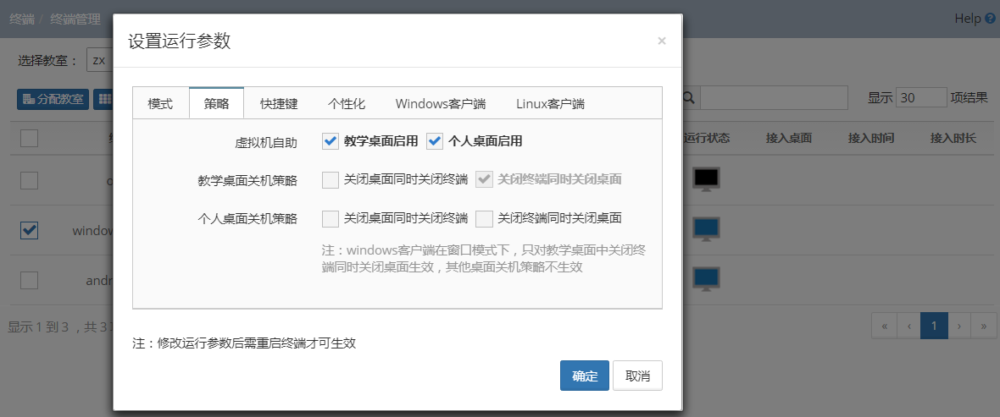 终端 / 终端管理
Help
选择教室： zx
分配教室
显示 30 项结果
运行状态 接入桌面 接入时间 接入时长
window
andr
显示 1 到 3 ，共 3
« ‹ 1 › »
设置运行参数 ×
模式 策略 快捷键 个性化 Windows客户端 Linux客户端
虚拟机自助 教学桌面启用 个人桌面启用
教学桌面关机策略 关闭桌面同时关闭终端 关闭终端同时关闭桌面
个人桌面关机策略 关闭桌面同时关闭终端 关闭终端同时关闭桌面
注：windows客户端在窗口模式下，只对教学桌面中关闭终
端同时关闭桌面生效，其他桌面关机策略不生效
注：修改运行参数后需重启终端才可生效
确定 取消